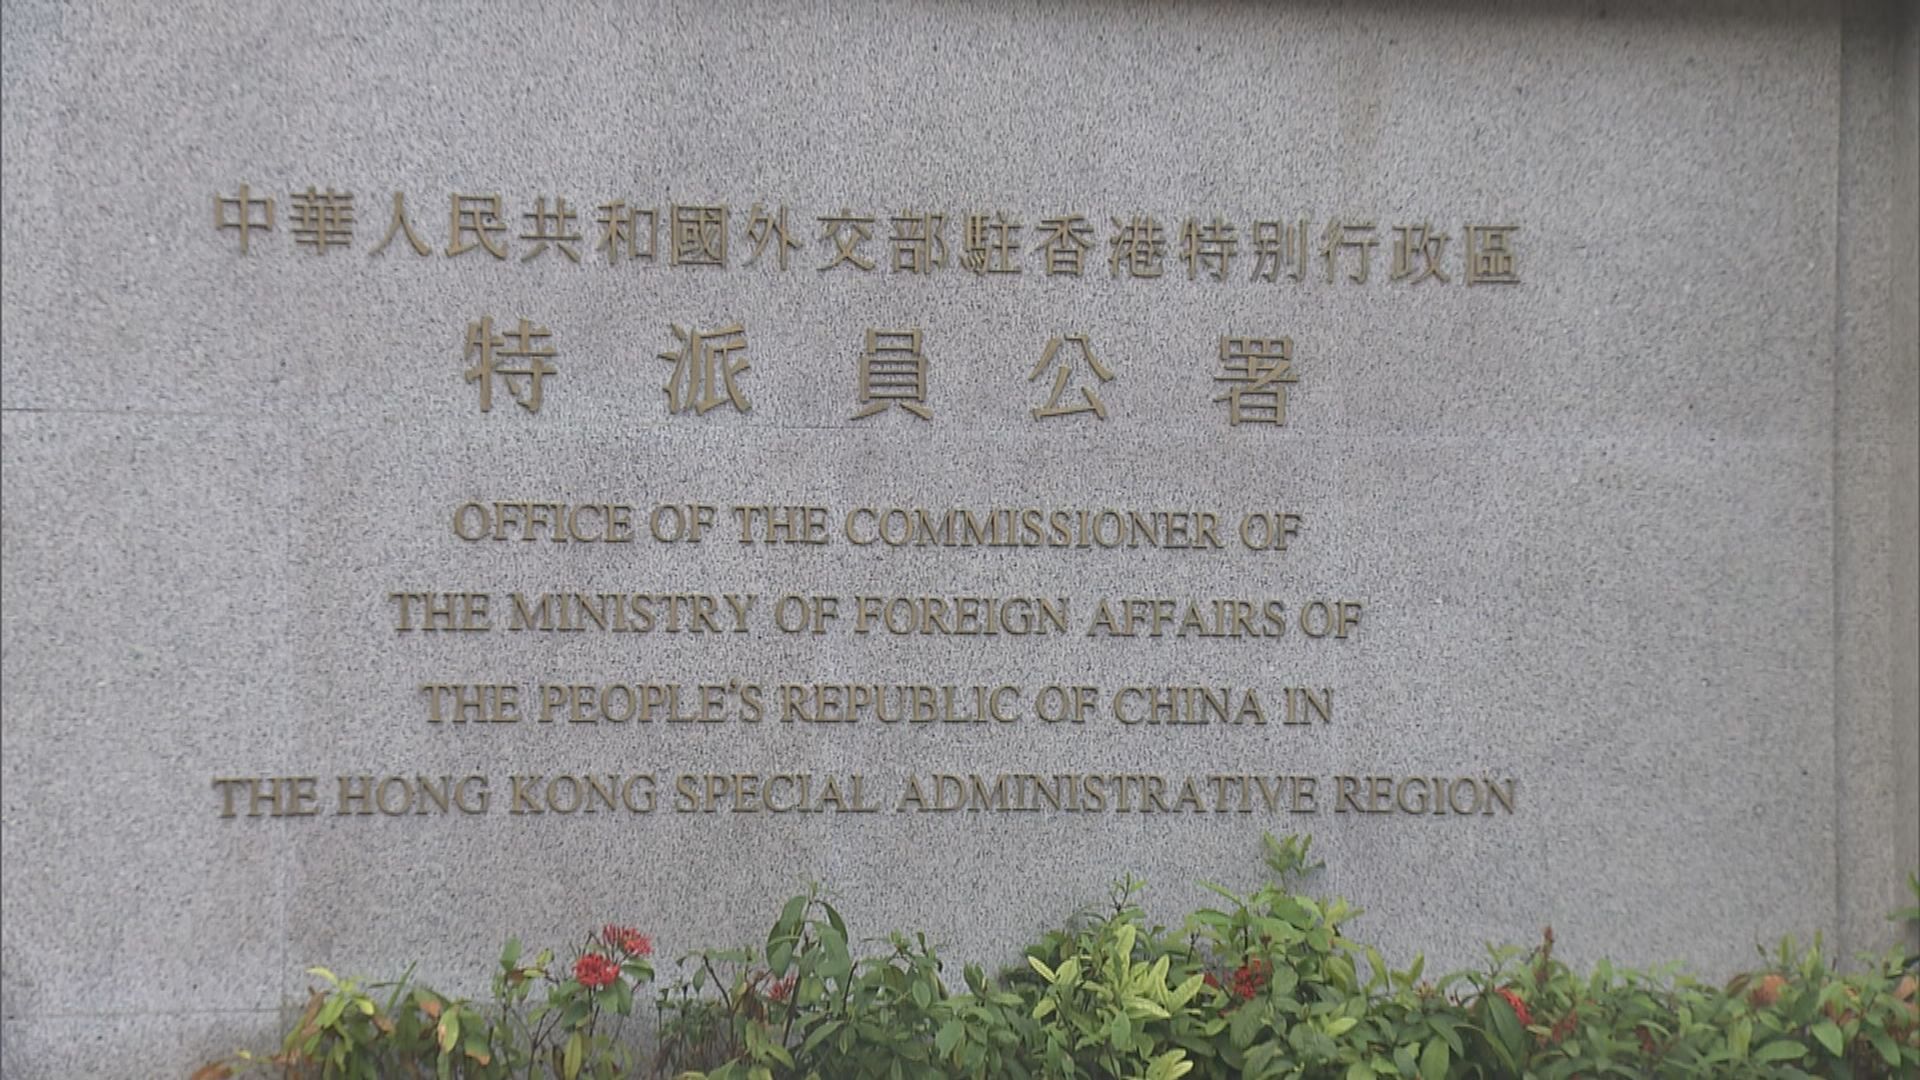 中華人民共和國外交部駐香港特別行政區
特派員公署
OFFICE OF THE COMMISSIONER OF
THE MINISTRY OF FOREIGN AFFAIRS OF
THE PEOPLE'S REPUBLIC OF CHINA IN
THE HONG KONG SPECIAL ADMINISTRATIVE REGION